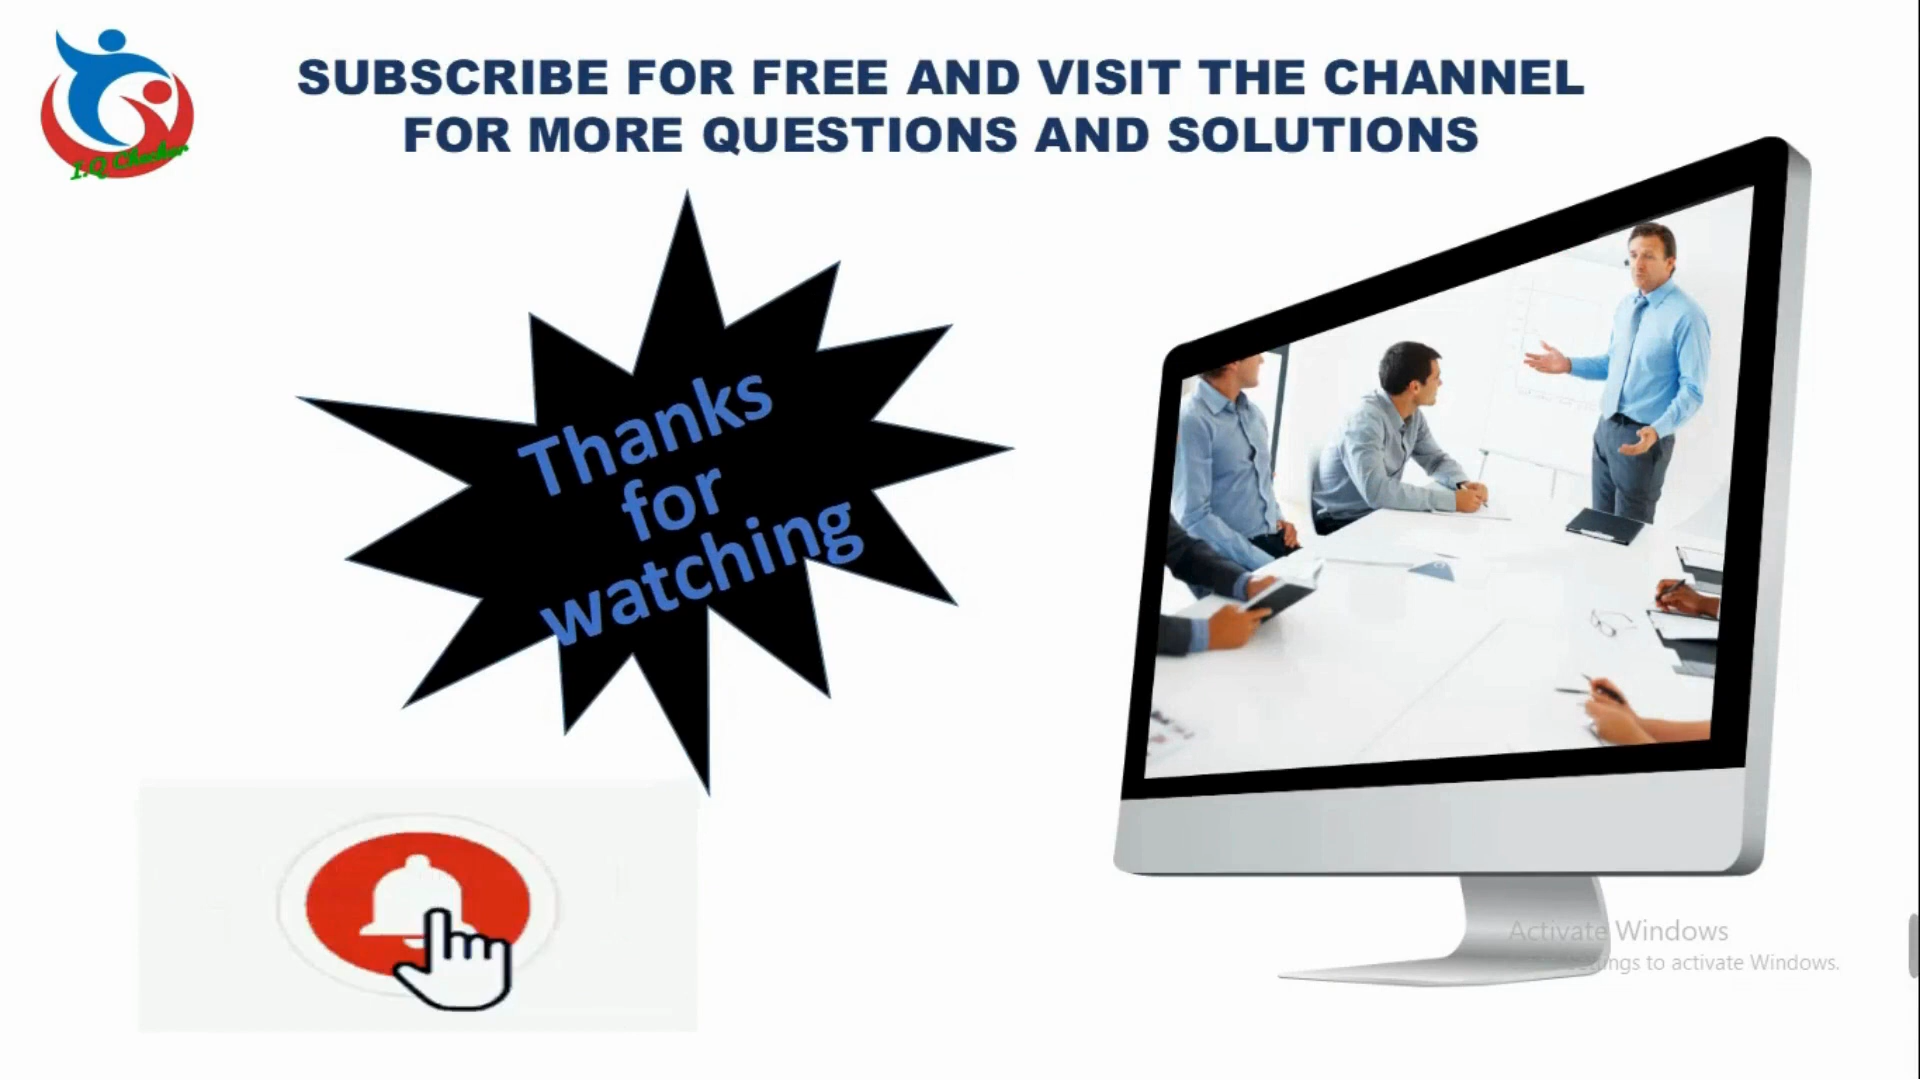 SUBSCRIBE FOR FREE AND VISIT THE CHANNEL
FOR MORE QUESTIONS AND SOLUTIONS
I.Q Checker
Thanks
for
watching
Activate Windows
to activate Windows.